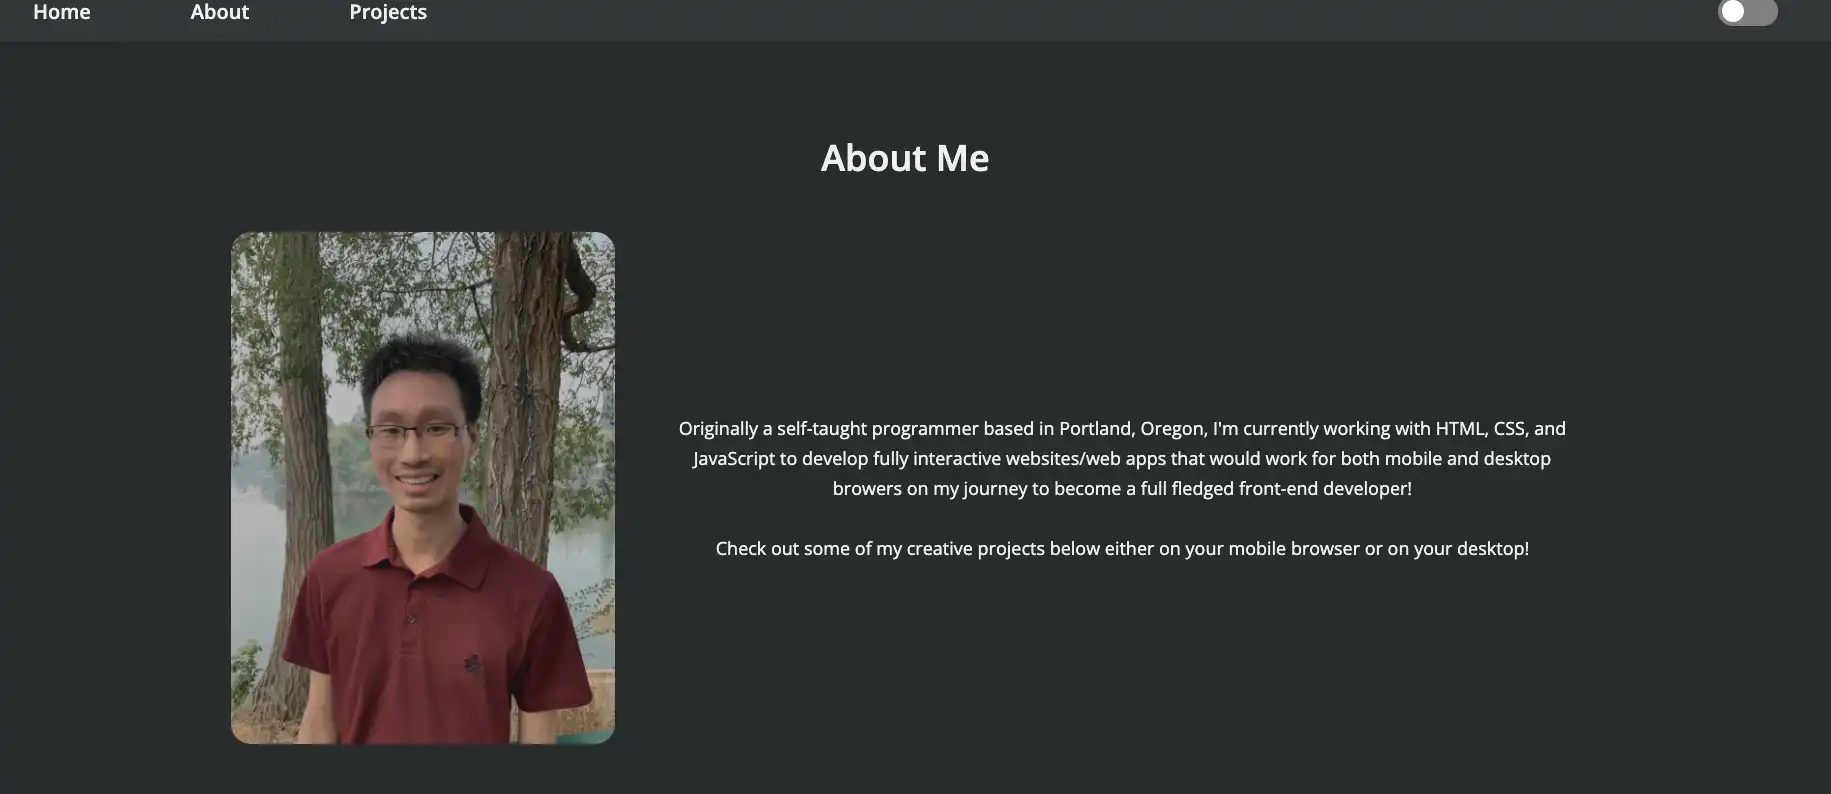 Home About Projects
About Me
Originally a self-taught programmer based in Portland, Oregon, I'm currently working with HTML, CSS, and
JavaScript to develop fully interactive websites/web apps that would work for both mobile and desktop
browers on my journey to become a full fledged front-end developer!
Check out some of my creative projects below either on your mobile browser or on your desktop!